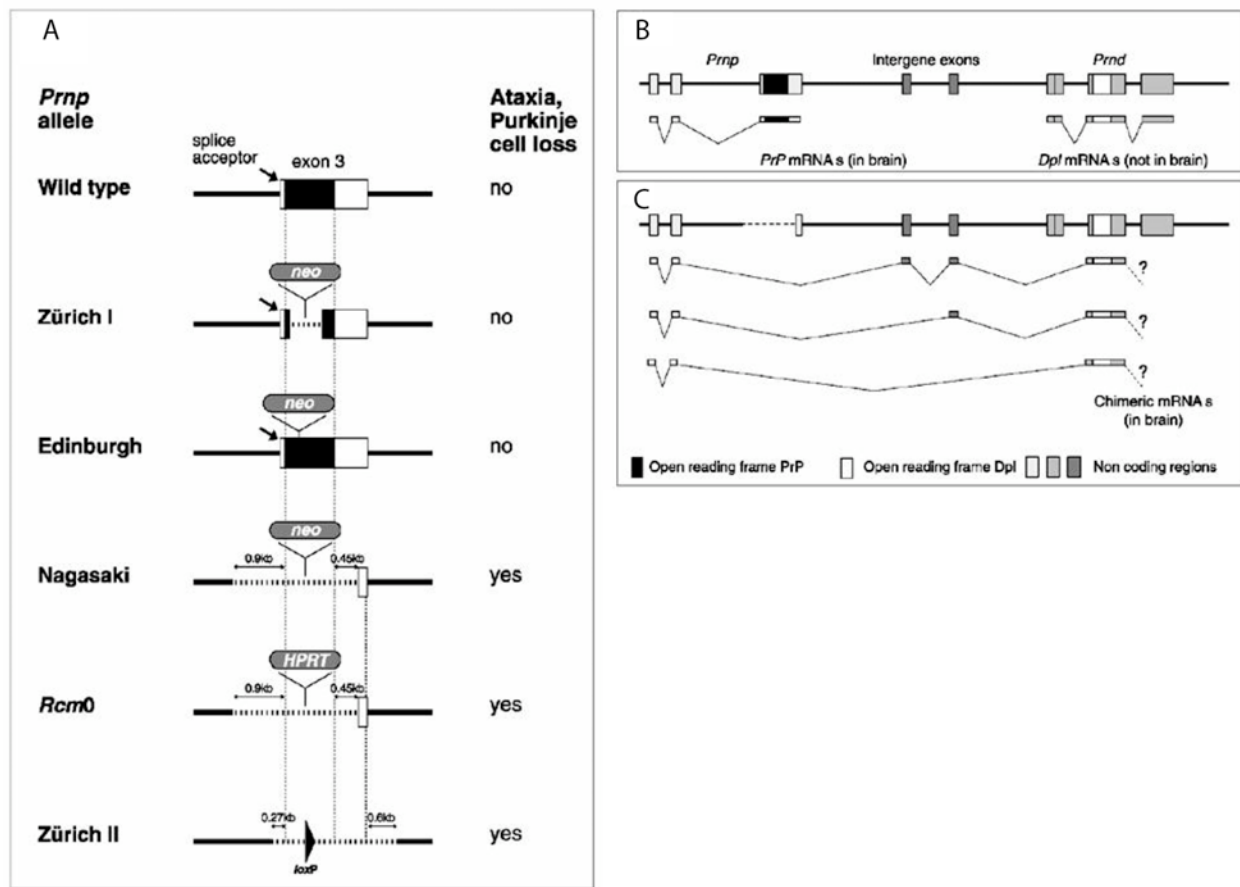 A
Prnp
allele
Ataxia,
Purkinje
cell loss
splice
acceptor
exon 3
Wild type
no
neo
Zürich I
no
neo
Edinburgh
no
neo
0.9kb
0.45kb
Nagasaki
yes
HPRT
0.9kb
0.45kb
Rcm0
yes
0.27kb
0.6kb
Zürich II
yes
loxP
B
Prnp
Intergene exons
Prnd
PrP mRNA s (in brain)
Dpl mRNA s (not in brain)
C
?
?
?
Chimeric mRNA s
(in brain)
Open reading frame PrP
Open reading frame Dpl
Non coding regions